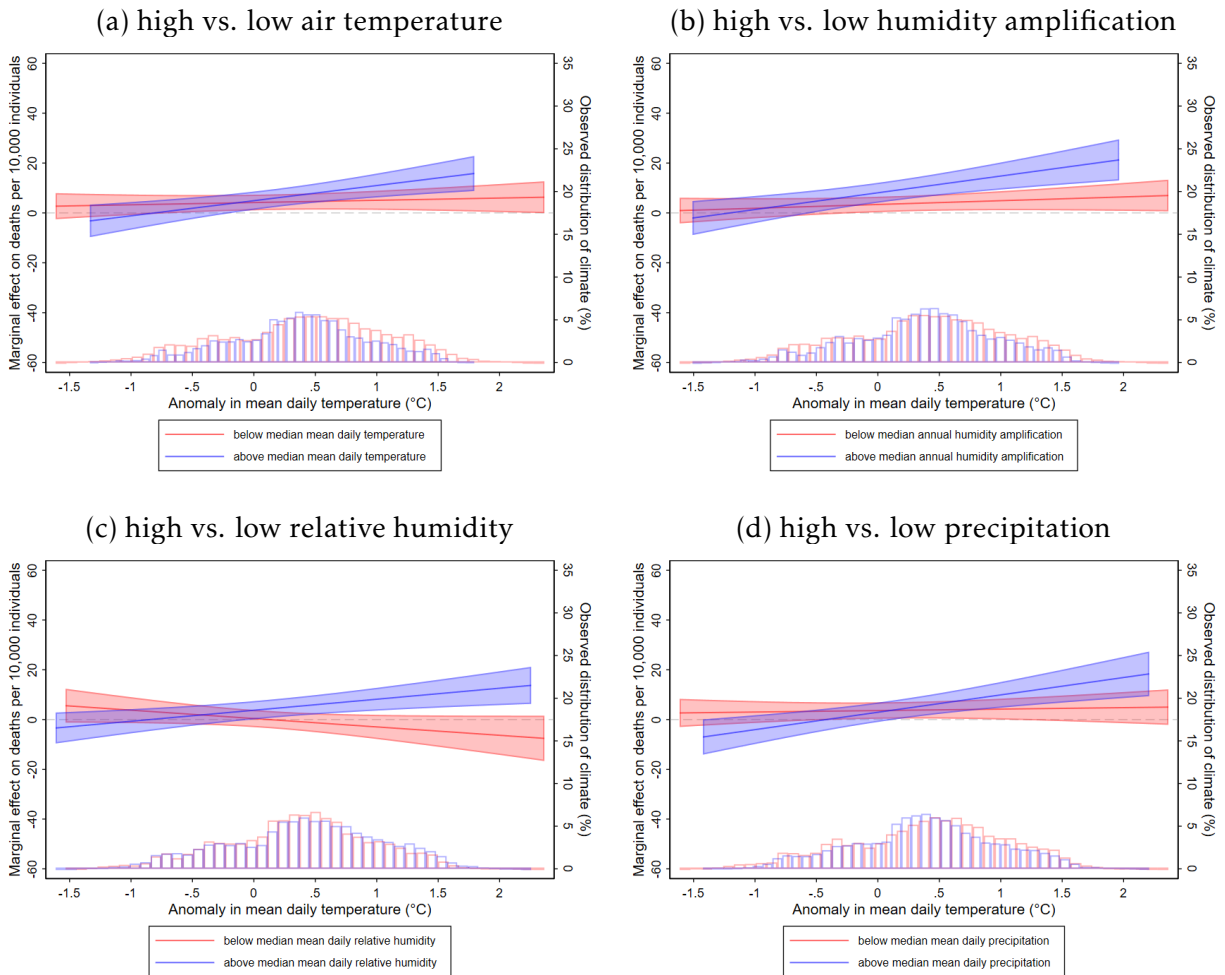 (a) high vs. low air temperature
Marginal effect on deaths per 10,000 individuals
60
40
20
0
20
40
60
35
30
25
20
15
10
5
0
Observed distribution of climate (%)
-1.5 -1 -.5 0 .5 1 1.5 2
Anomaly in mean daily temperature (°C)
below median mean daily temperature
above median mean daily temperature
(b) high vs. low humidity amplification
Marginal effect on deaths per 10,000 individuals
60
40
20
0
20
40
60
35
30
25
20
15
10
5
0
Observed distribution of climate (%)
-1.5 -1 -.5 0 .5 1 1.5 2
Anomaly in mean daily temperature (°C)
below median annual humidity amplification
above median annual humidity amplification
(c) high vs. low relative humidity
Marginal effect on deaths per 10,000 individuals
60
40
20
0
20
40
60
35
30
25
20
15
10
5
0
Observed distribution of climate (%)
-1.5 -1 -.5 0 .5 1 1.5 2
Anomaly in mean daily temperature (°C)
below median mean daily relative humidity
above median mean daily relative humidity
(d) high vs. low precipitation
Marginal effect on deaths per 10,000 individuals
60
40
20
0
20
40
60
35
30
25
20
15
10
5
0
Observed distribution of climate (%)
-1.5 -1 -.5 0 .5 1 1.5 2
Anomaly in mean daily temperature (°C)
below median mean daily precipitation
above median mean daily precipitation